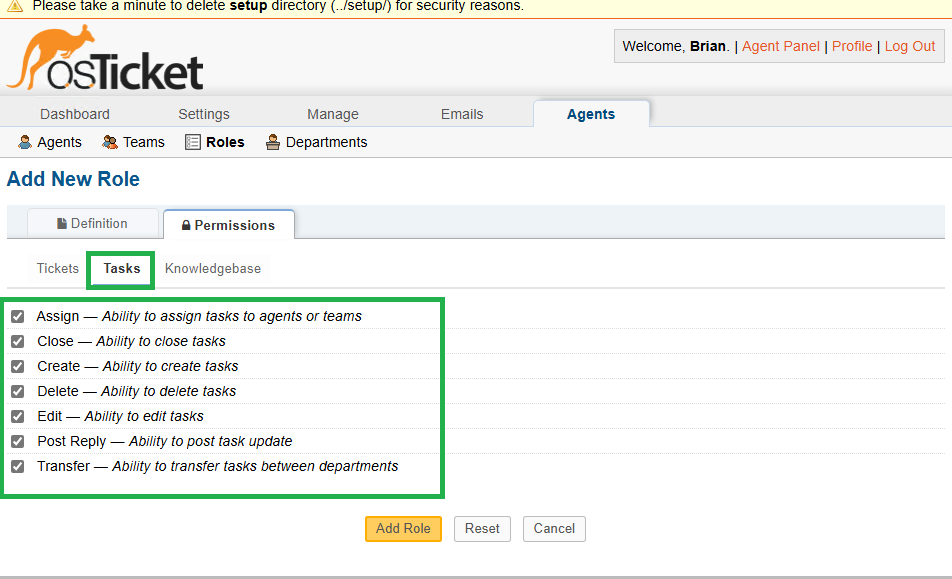 Please take a minute to delete setup directory (../setup/) for security reasons.
osTicket
Welcome, Brian. | Agent Panel | Profile | Log Out
Dashboard Settings Manage Emails Agents
Agents Teams Roles Departments
Add New Role
Definition Permissions
Tickets Tasks Knowledgebase
Assign — Ability to assign tasks to agents or teams
Close — Ability to close tasks
Create — Ability to create tasks
Delete — Ability to delete tasks
Edit — Ability to edit tasks
Post Reply — Ability to post task update
Transfer — Ability to transfer tasks between departments
Add Role Reset Cancel